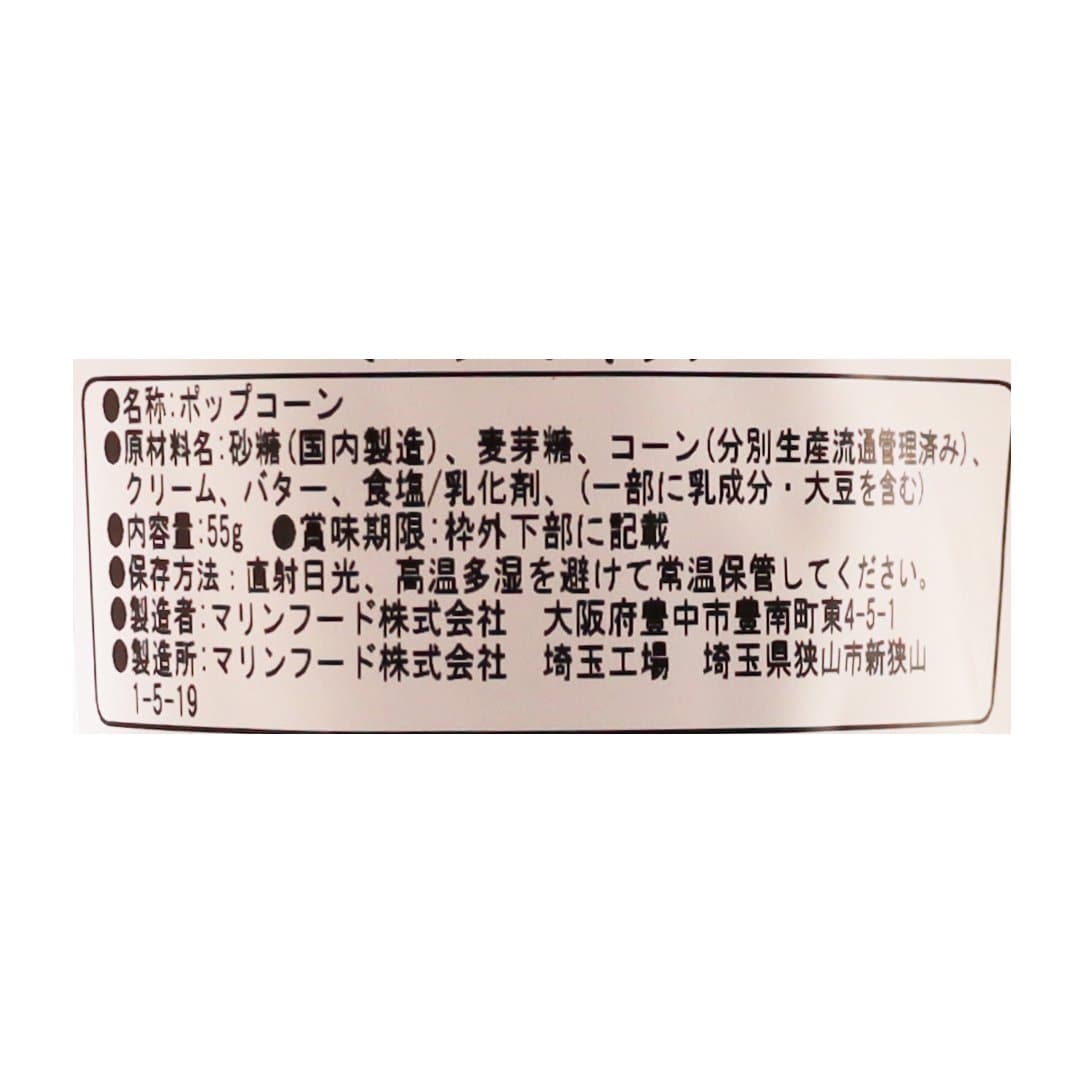 ●名称:ポップコーン
●原材料名:砂糖(国内製造)、麦芽糖、コーン(分別生産流通管理済み)、
クリーム、バター、食塩/乳化剤、(一部に乳成分・大豆を含む)
●内容量:55g ●賞味期限:枠外下部に記載
●保存方法:直射日光、高温多湿を避けて常温保管してください。
●製造者:マリンフード株式会社 大阪府豊中市豊南町東4-5-1
●製造所:マリンフード株式会社 埼玉工場 埼玉県狭山市新狭山
1-5-19